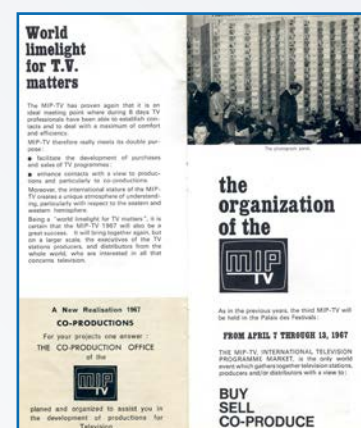 World
limelight
for T.V.
matters
The MIP-TV has proven again that it is an
ideal meeting point where during 8 days TV
professionals have been able to establish con-
tacts and to deal with a maximum of comfort
and efficiency.
MIP-TV therefore really meets its double pur-
pose :
■ facilitate the development of purchases
and sales of TV programmes ;
■ enhance contacts with a view to produc-
tions and particularly to co-productions.
Moreover, the international stature of the MIP-
TV creates a unique atmosphere of understand-
ing, particularly with respect to the eastern and
western hemisphere.
Being a "world limelight for TV matters", it is
certain that the MIP-TV 1967 will also be a
great success. It will bring together again, but
on a larger scale, the executives of the TV
stations producers, and distributors from the
whole world, who are interested in all that
concerns television.
A New Realisation 1967
CO-PRODUCTIONS
For your projects one answer :
THE CO-PRODUCTION OFFICE
of the
MIP
TV
planed and organized to assist you in
the development of productions for
Television
The photograph panel.
the
organization
of the
MIP
TV
As in the previous years, the third MIP-TV will
be held in the Palais des Festivals :
FROM APRIL 7 THROUGH 13, 1967
THE MIP-TV, INTERNATIONAL TELEVISION
PROGRAMME MARKET, is the only world
event which gathers together television stations,
producers and/or distributors with a view to :
BUY
SELL
CO-PRODUCE